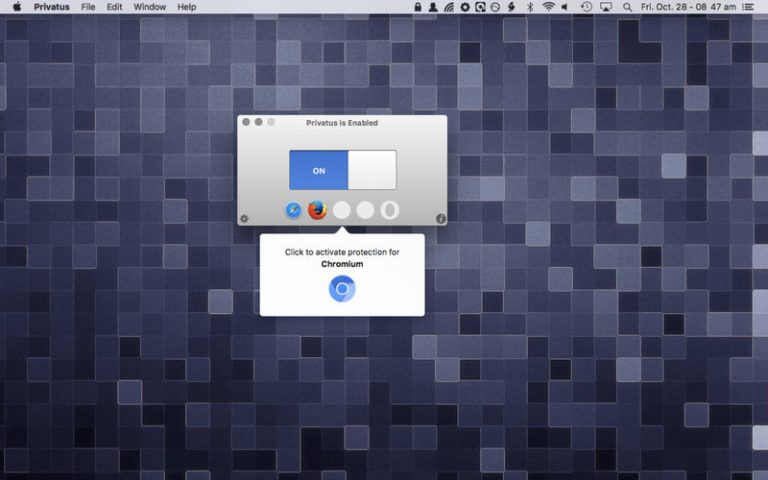 Privatus File Edit Window Help Fri. Oct. 28 - 08 47 am
Privatus is Enabled
ON
Click to activate protection for
Chromium